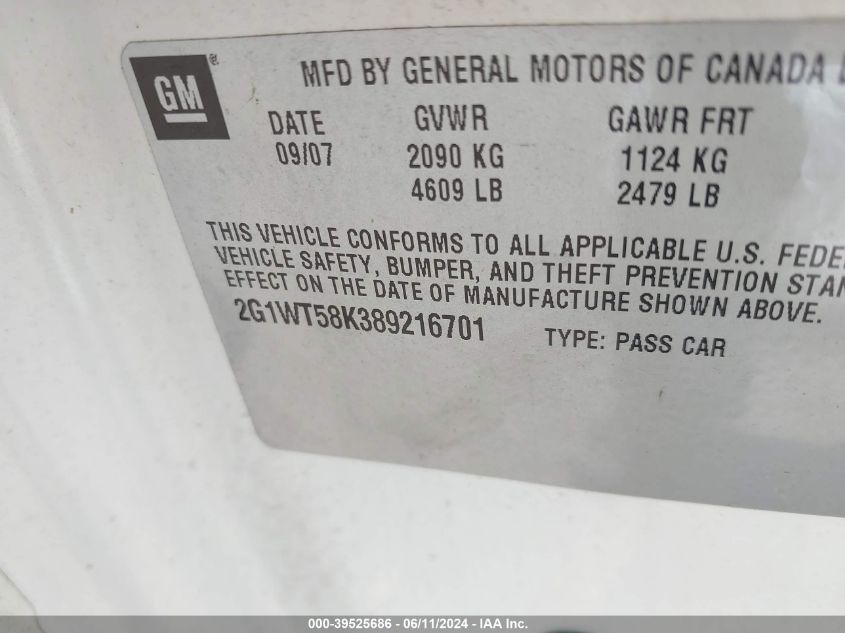 GM®
MFD BY GENERAL MOTORS OF CANADA
DATE GVWR GAWR FRT
09/07 2090 KG 1124 KG
4609 LB 2479 LB
THIS VEHICLE CONFORMS TO ALL APPLICABLE U.S. FEDE
VEHICLE SAFETY, BUMPER, AND THEFT PREVENTION STAN
EFFECT ON THE DATE OF MANUFACTURE SHOWN ABOVE.
2G1WT58K389216701 TYPE: PASS CAR
000-39525686 - 06/11/2024 - IAA Inc.